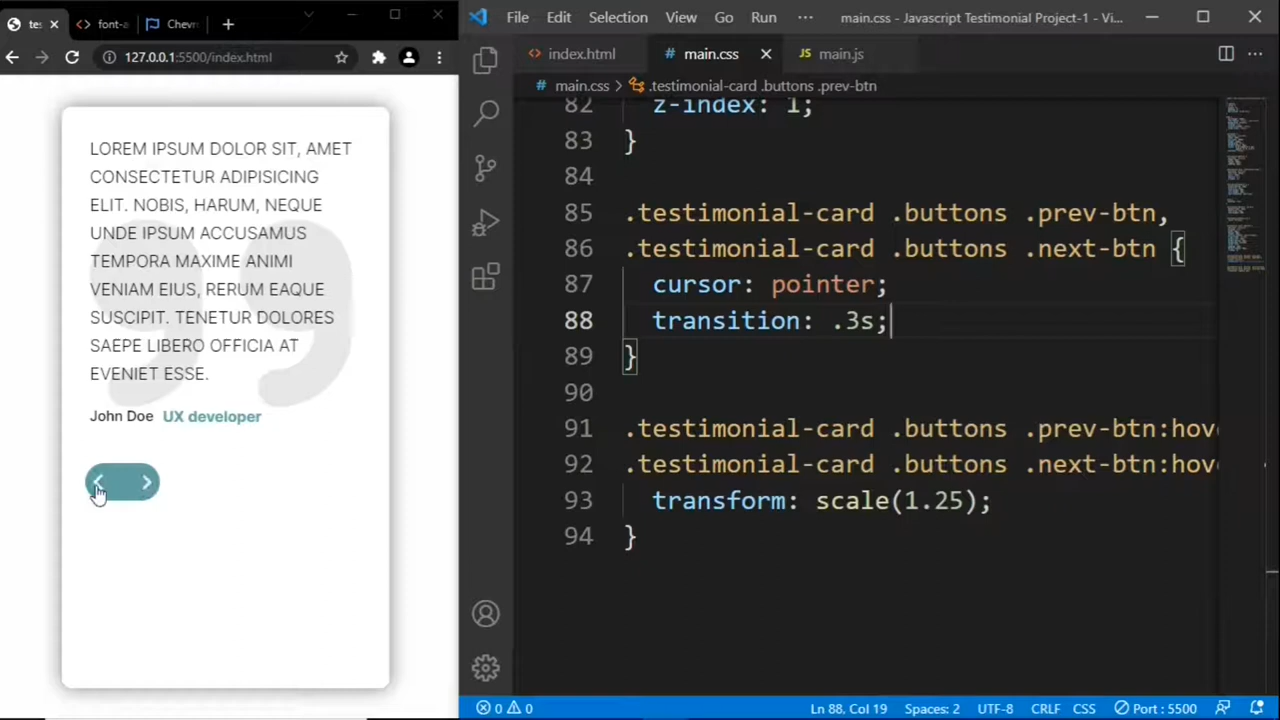 tes
font-a
Chevr
127.0.0.1:5500/index.html
LOREM IPSUM DOLOR SIT, AMET
CONSECTETUR ADIPISICING
ELIT. NOBIS, HARUM, NEQUE
UNDE IPSUM ACCUSAMUS
TEMPORA MAXIME ANIMI
VENIAM EIUS, RERUM EAQUE
SUSCIPIT. TENETUR DOLORES
SAEPE LIBERO OFFICIA AT
EVENIET ESSE.
John Doe UX developer
File Edit Selection View Go Run ··· main.css - Javascript Testimonial Project-1 - Vi...
<> index.html # main.css JS main.js
# main.css > .testimonial-card .buttons .prev-btn
82 z-index: 1;
83 }
84
85 .testimonial-card .buttons .prev-btn,
86 .testimonial-card .buttons .next-btn {
87 cursor: pointer;
88 transition: .3s;
89 }
90
91 .testimonial-card .buttons .prev-btn:hov
92 .testimonial-card .buttons .next-btn:hov
93 transform: scale(1.25);
94 }
0 0 Ln 88, Col 19 Spaces: 2 UTF-8 CRLF CSS Port : 5500